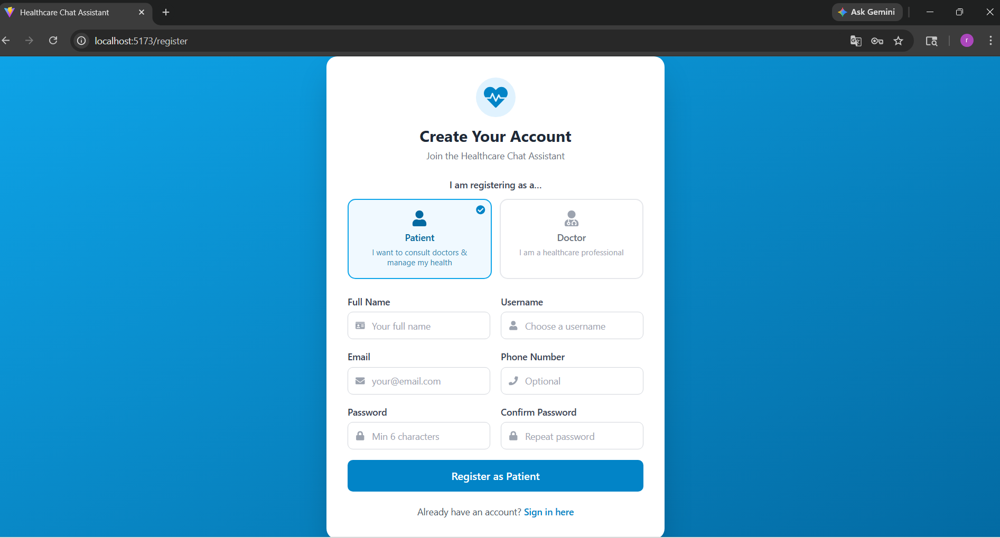 Healthcare Chat Assistant
Ask Gemini
localhost:5173/register
r
Create Your Account
Join the Healthcare Chat Assistant
I am registering as a...
Patient
I want to consult doctors &
manage my health
Doctor
I am a healthcare professional
Full Name
Username
Your full name
Choose a username
Email
Phone Number
your@email.com
Optional
Password
Confirm Password
Min 6 characters
Repeat password
Register as Patient
Already have an account? Sign in here